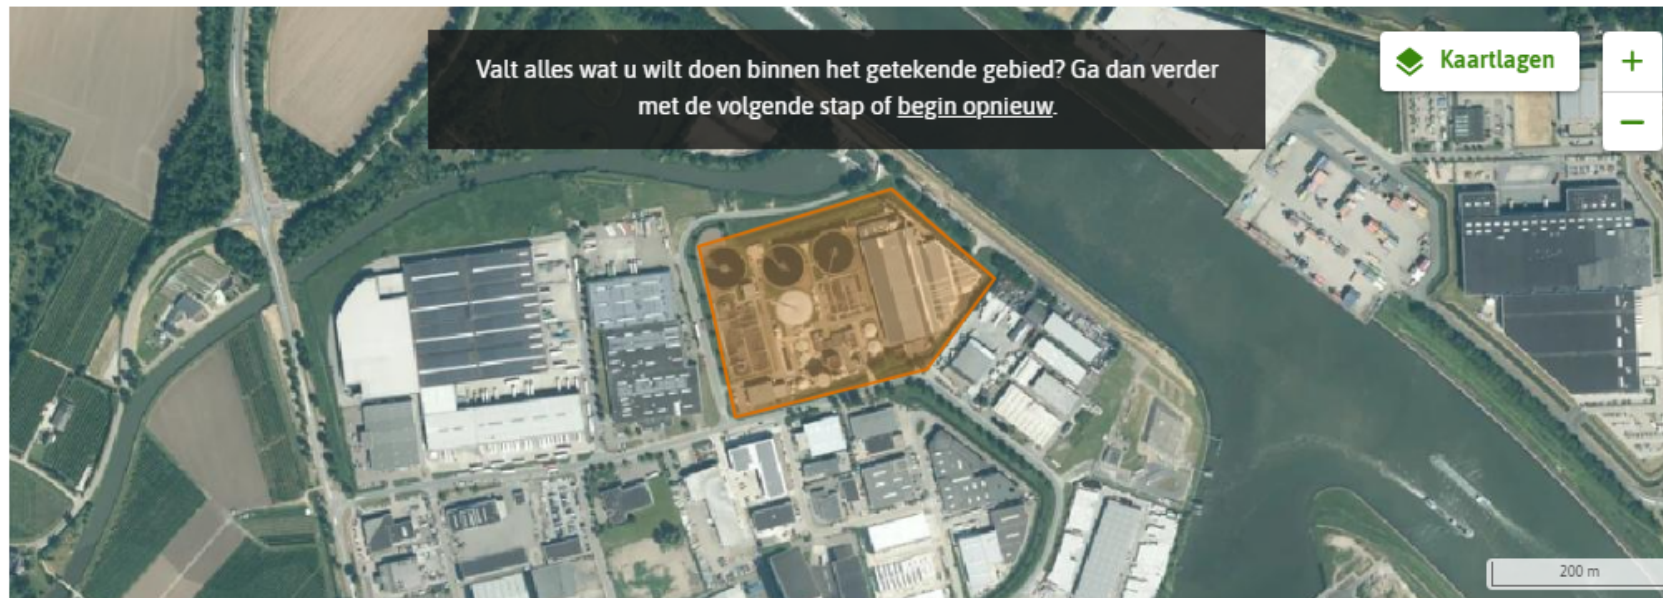 Valt alles wat u wilt doen binnen het getekende gebied? Ga dan verder
met de volgende stap of begin opnieuw.
Kaartlagen
+
−
200 m